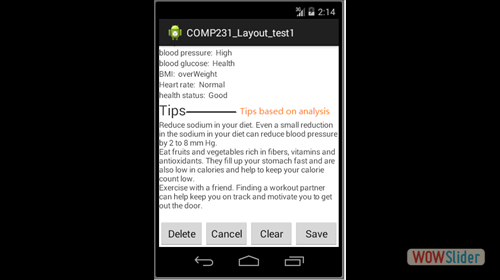 3G 2:14
COMP231_Layout_test1
blood pressure: High
blood glucose: Health
BMI: overWeight
Heart rate: Normal
health status: Good
Tips Tips based on analysis
Reduce sodium in your diet. Even a small reduction
in the sodium in your diet can reduce blood pressure
by 2 to 8 mm Hg.
Eat fruits and vegetables rich in fibers, vitamins and
antioxidants. They fill up your stomach fast and are
also low in calories and help to keep your calorie
count low.
Exercise with a friend. Finding a workout partner
can help keep you on track and motivate you to get
out the door.
Delete Cancel Clear Save
WOWSlider